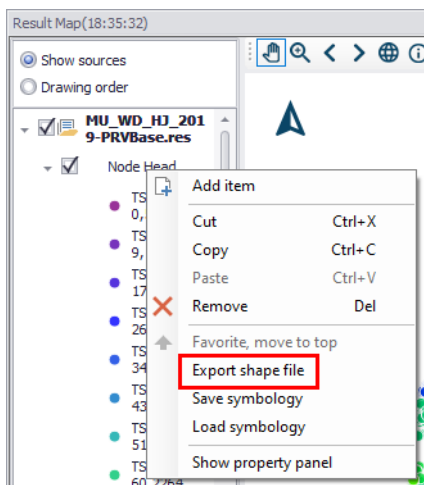 Result Map(18:35:32)
Show sources
Drawing order
MU_WD_HJ_201
9-PRVBase.res
Node Head
TS
0,
TS
9,
TS
17
TS
26
TS
34
TS
43
TS
51
TS
60.2264
Add item
Cut Ctrl+X
Copy Ctrl+C
Paste Ctrl+V
Remove Del
Favorite, move to top
Export shape file
Save symbology
Load symbology
Show property panel